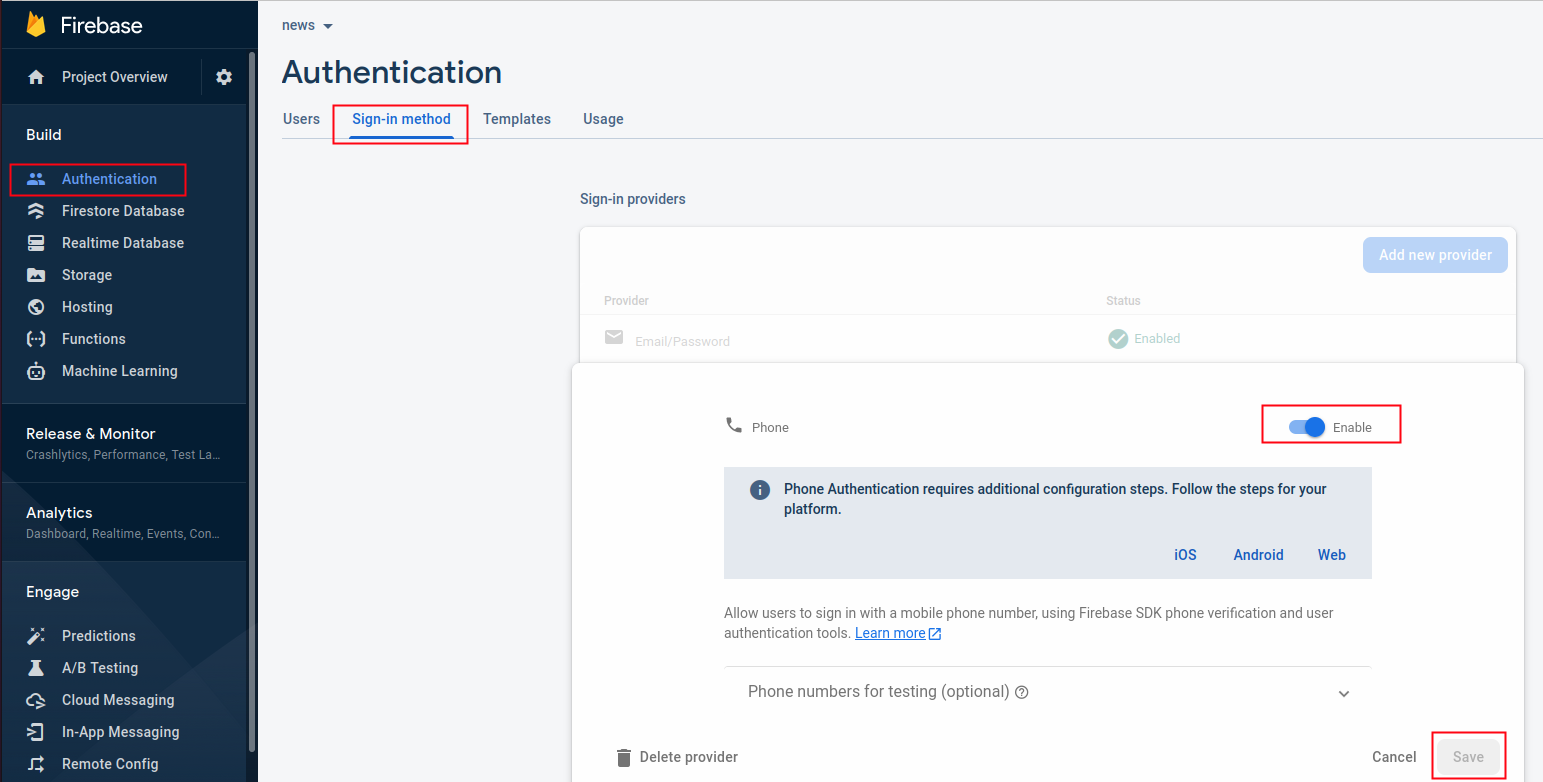 Firebase
Project Overview
Build
Authentication
Firestore Database
Realtime Database
Storage
Hosting
Functions
Machine Learning
Release & Monitor
Crashlytics, Performance, Test La...
Analytics
Dashboard, Realtime, Events, Con...
Engage
Predictions
A/B Testing
Cloud Messaging
In-App Messaging
Remote Config
news
Authentication
Users Sign-in method Templates Usage
Sign-in providers
Add new provider
Provider Status
Email/Password Enabled
Phone Enable
Phone Authentication requires additional configuration steps. Follow the steps for your
platform.
iOS Android Web
Allow users to sign in with a mobile phone number, using Firebase SDK phone verification and user
authentication tools. Learn more
Phone numbers for testing (optional)
Delete provider Cancel Save